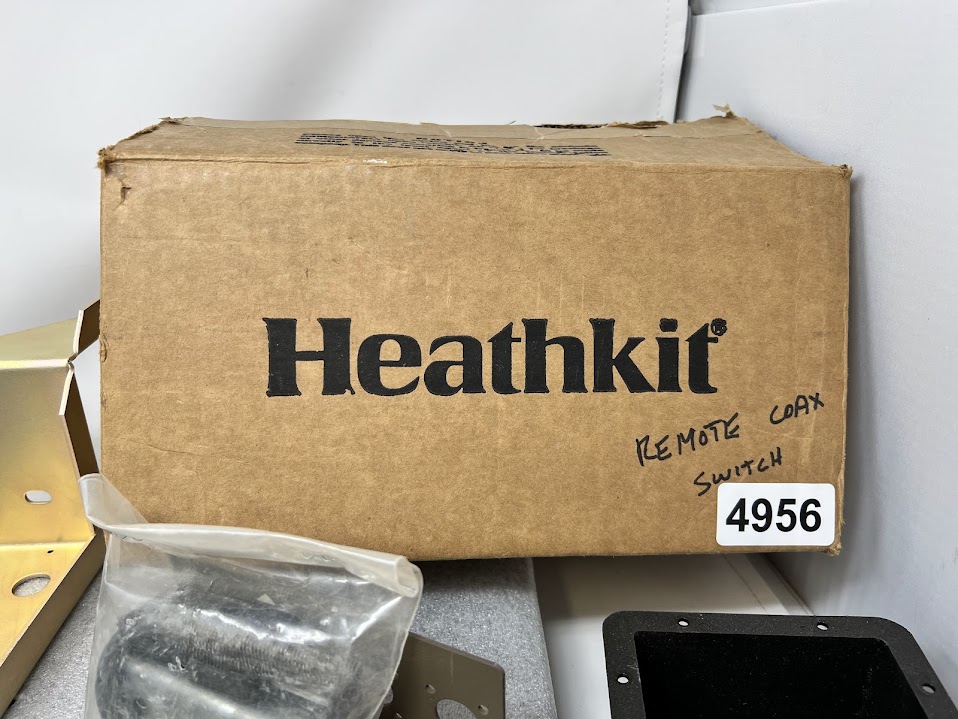 Heathkit®
REMOTE COAX
SWITCH
4956